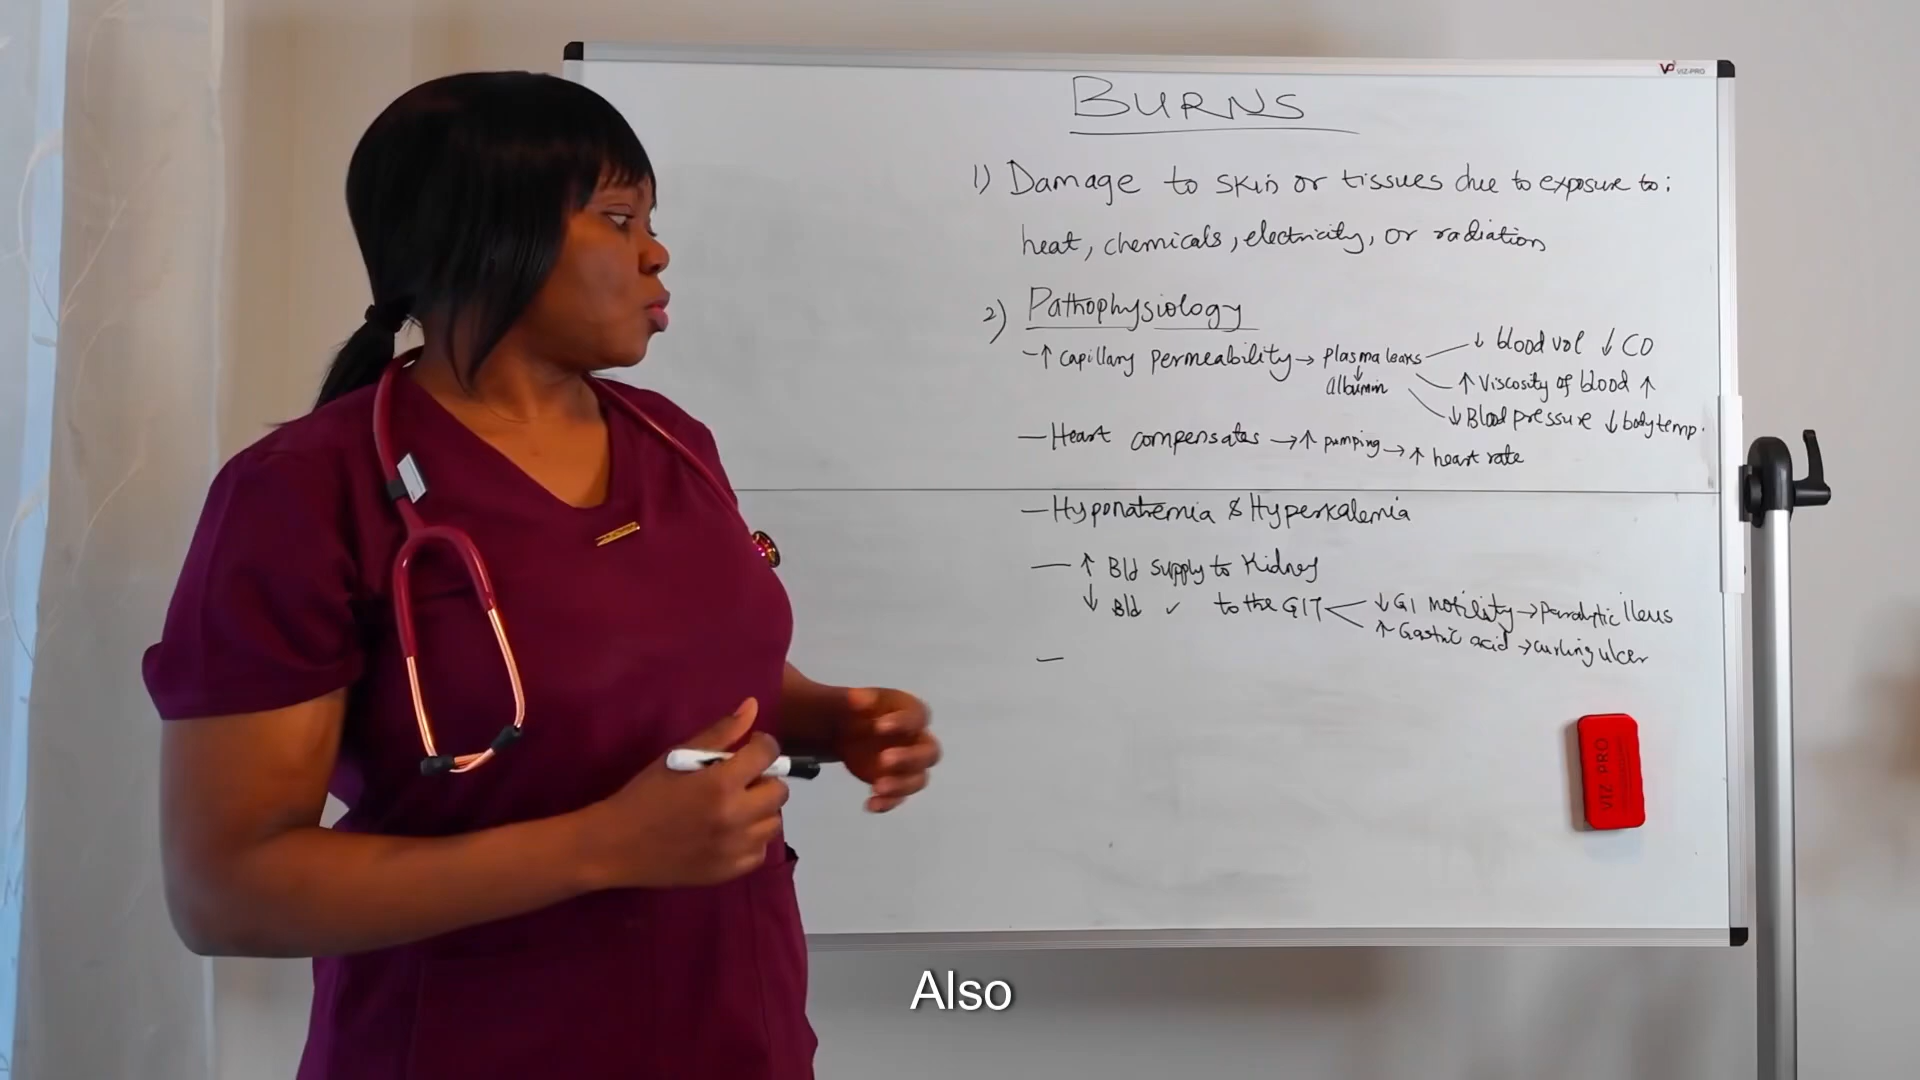 VIZ-PRO
BURNS
1) Damage to skin or tissues due to exposure to:
heat, chemicals, electricity, or radiation
2) Pathophysiology
-↑ capillary permeability → plasma leaks
↓
albumin
↓ blood vol ↓ CO
↑ Viscosity of blood ↑
↓ Blood pressure ↓ body temp.
— Heart compensates → ↑ pumping → ↑ heart rate
— Hyponatremia & Hyperkalemia
— ↑ Bld supply to Kidney
↓ Bld ✓ to the GIT
↓ GI motility → Paralytic ileus
↑ Gastric acid → curling ulcer
—
VIZ-PRO
Also